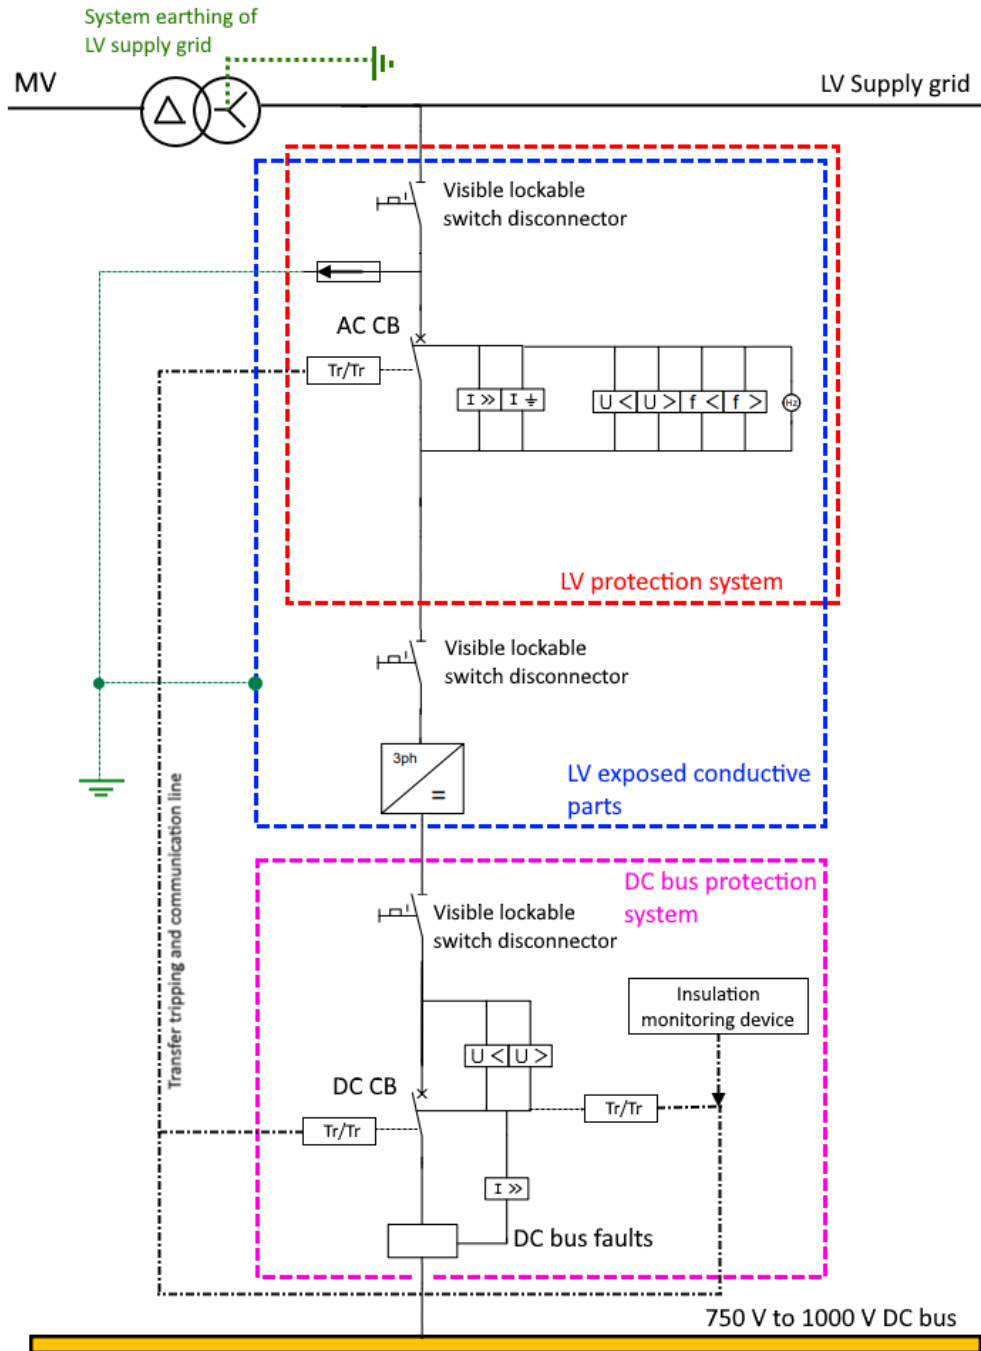 System earthing of
LV supply grid
MV
LV Supply grid
Visible lockable
switch disconnector
AC CB
Tr/Tr
I >>
I
U <
U >
f <
f >
Hz
LV protection system
Visible lockable
switch disconnector
3ph
=
LV exposed conductive
parts
Transfer tripping and communication line
DC bus protection
system
Visible lockable
switch disconnector
Insulation
monitoring device
U <
U >
DC CB
Tr/Tr
Tr/Tr
I >>
DC bus faults
750 V to 1000 V DC bus